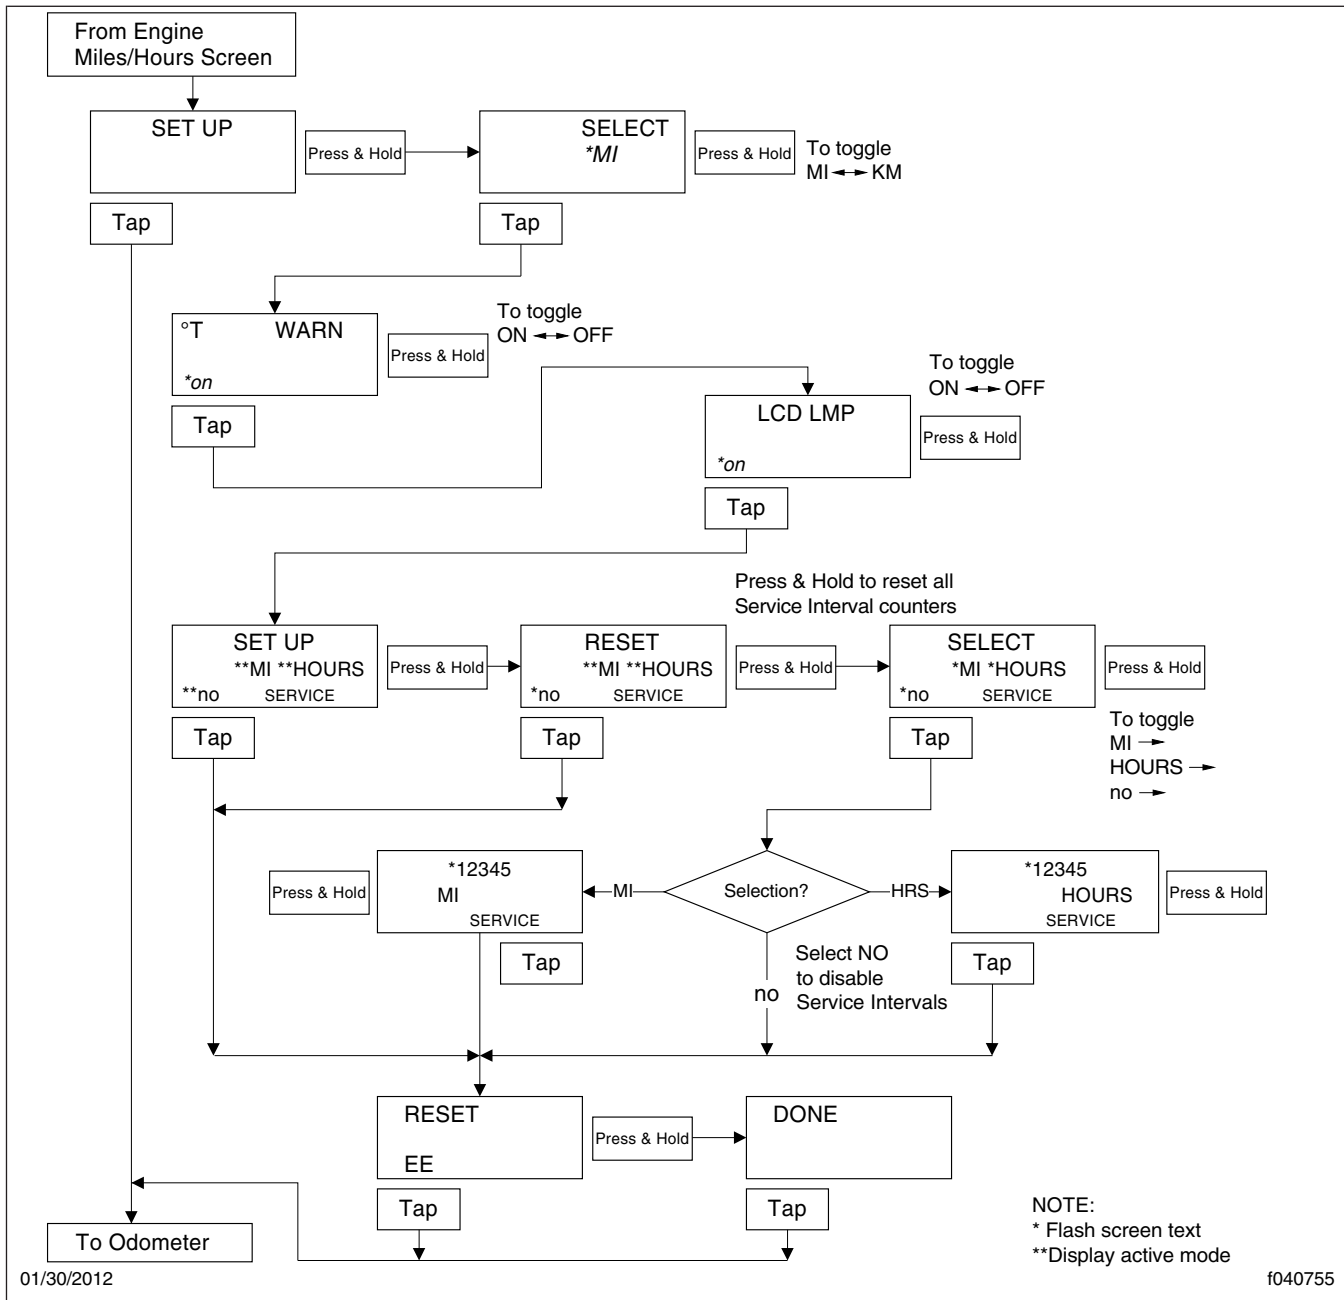 From Engine
Miles/Hours Screen
SET UP
Press & Hold
SELECT
*MI
Press & Hold
To toggle
MI ↔ KM
Tap
Tap
°T WARN
*on
Press & Hold
To toggle
ON ↔ OFF
Tap
To toggle
ON ↔ OFF
LCD LMP
*on
Press & Hold
Tap
Press & Hold to reset all
Service Interval counters
SET UP
**MI **HOURS
**no SERVICE
Press & Hold
RESET
**MI **HOURS
*no SERVICE
Press & Hold
SELECT
*MI *HOURS
*no SERVICE
Press & Hold
Tap
Tap
Tap
To toggle
MI →
HOURS →
no →
Press & Hold
*12345
MI
SERVICE
MI
Selection?
HRS
*12345
HOURS
SERVICE
Press & Hold
Tap
no
Select NO
to disable
Service Intervals
Tap
RESET
EE
Press & Hold
DONE
Tap
Tap
To Odometer
NOTE:
* Flash screen text
**Display active mode
01/30/2012
f040755